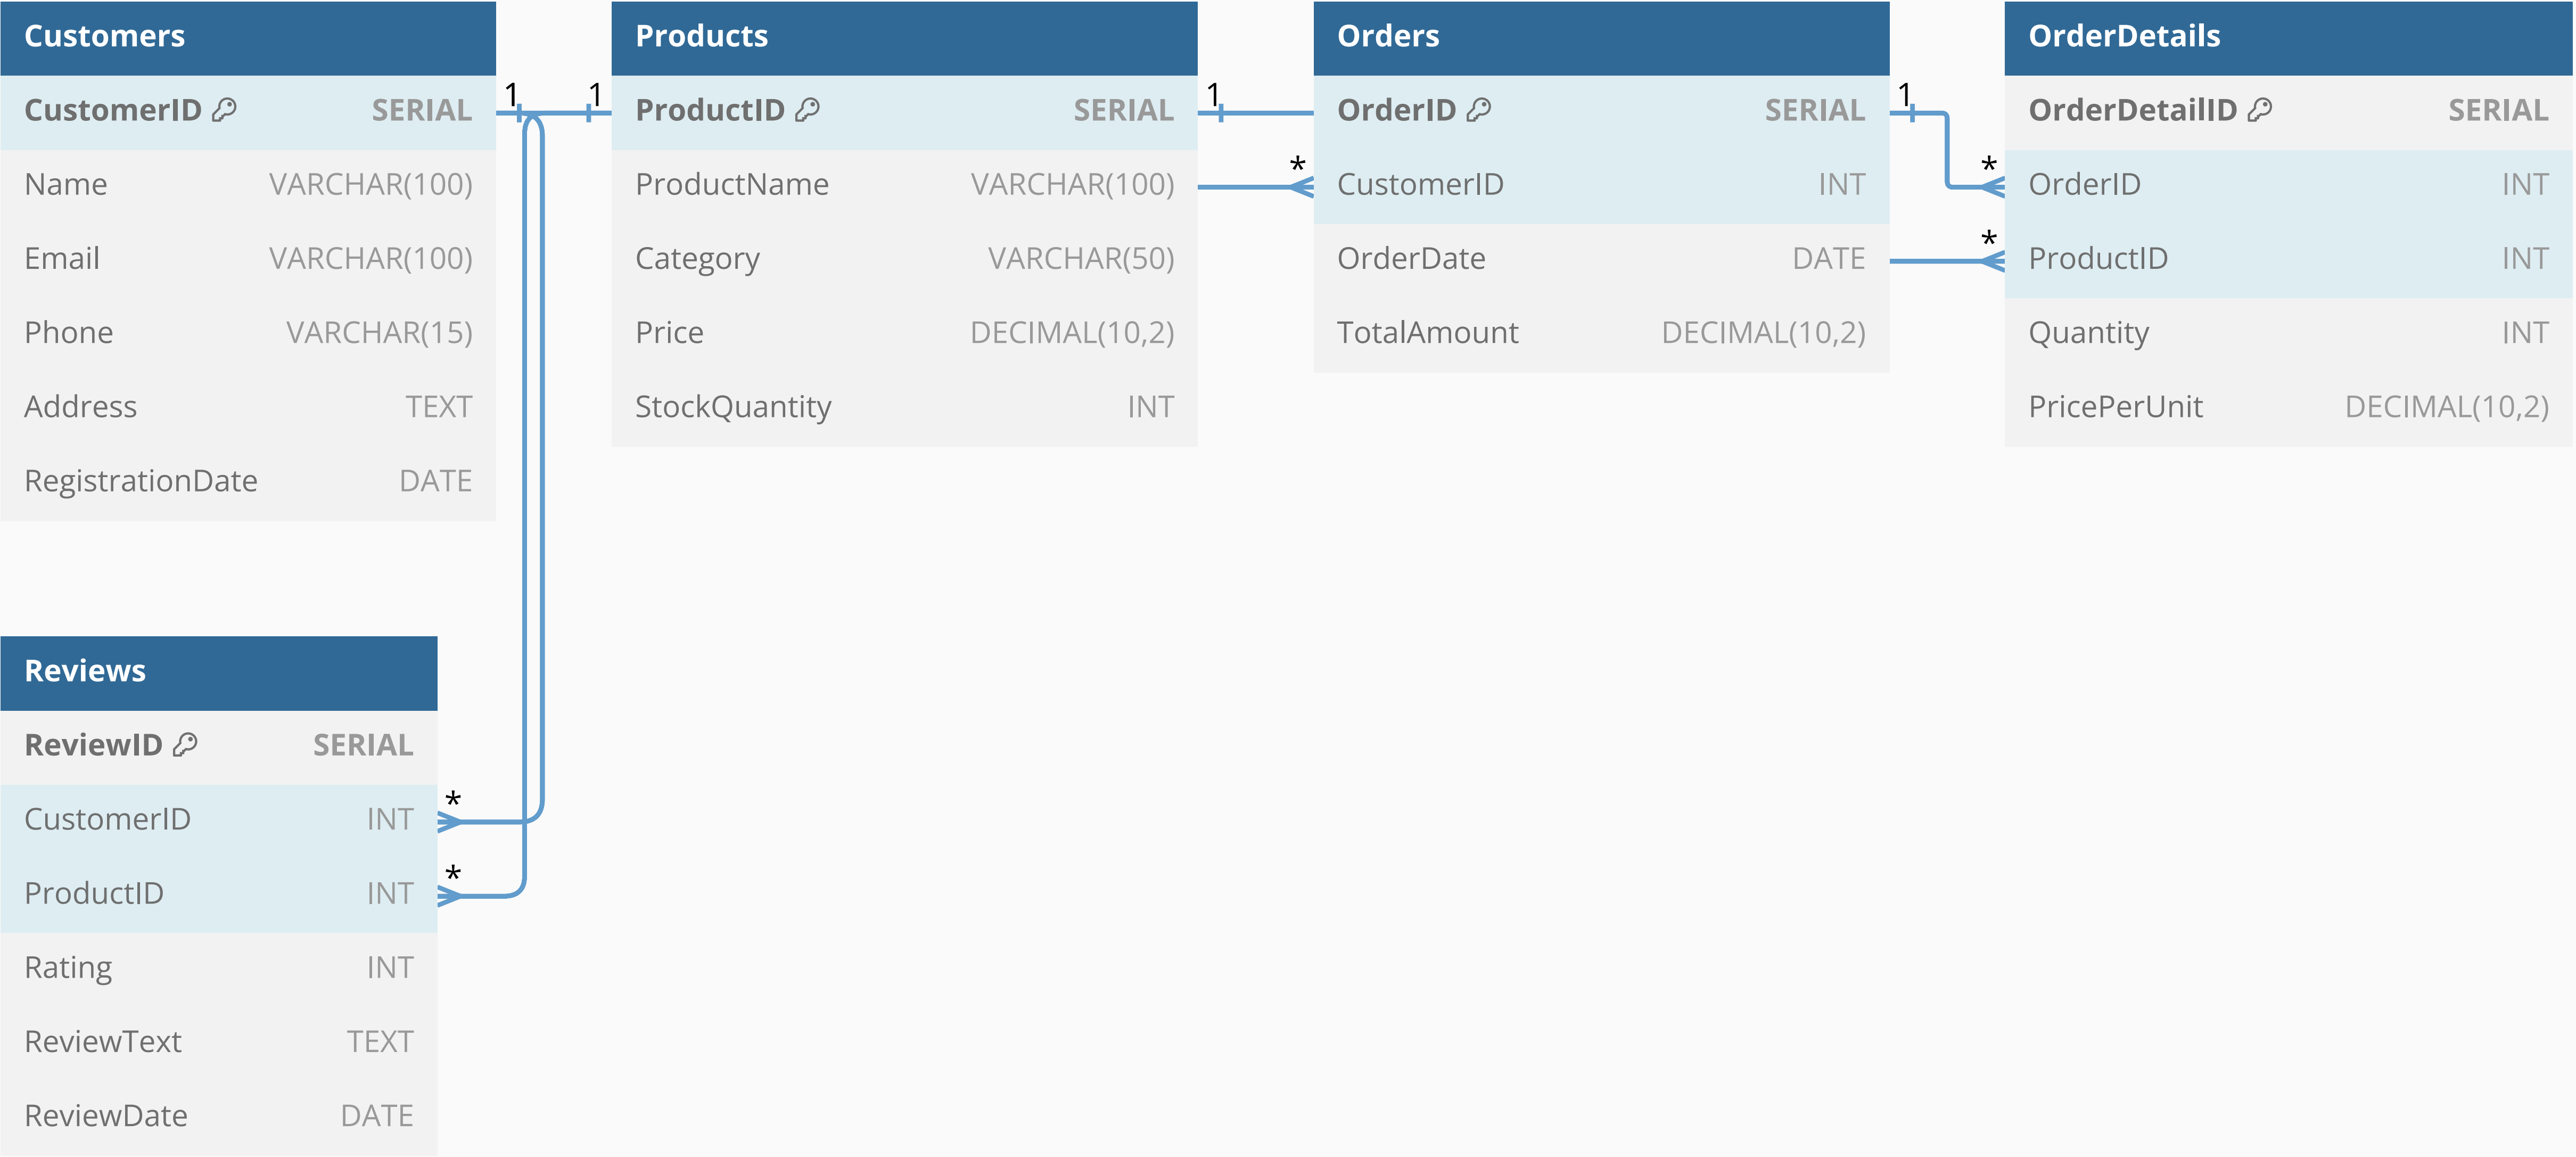 Customers
CustomerID SERIAL
Name VARCHAR(100)
Email VARCHAR(100)
Phone VARCHAR(15)
Address TEXT
RegistrationDate DATE
1
1
Products
ProductID SERIAL
ProductName VARCHAR(100)
Category VARCHAR(50)
Price DECIMAL(10,2)
StockQuantity INT
1
*
Orders
OrderID SERIAL
CustomerID INT
OrderDate DATE
TotalAmount DECIMAL(10,2)
1
*
*
OrderDetails
OrderDetailID SERIAL
OrderID INT
ProductID INT
Quantity INT
PricePerUnit DECIMAL(10,2)
Reviews
ReviewID SERIAL
CustomerID INT
*
ProductID INT
*
Rating INT
ReviewText TEXT
ReviewDate DATE